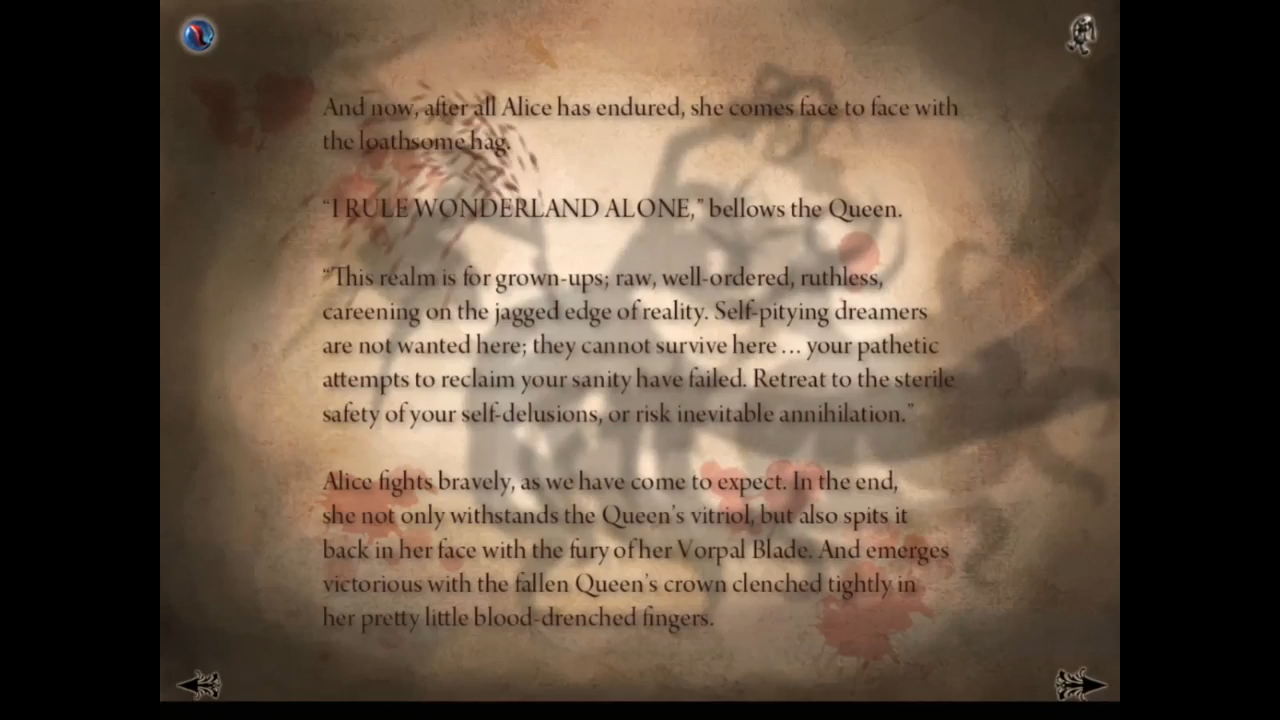 And now, after all Alice has endured, she comes face to face with
the loathsome hag.
“I RULE WONDERLAND ALONE,” bellows the Queen.
“This realm is for grown-ups; raw, well-ordered, ruthless,
careening on the jagged edge of reality. Self-pitying dreamers
are not wanted here; they cannot survive here ... your pathetic
attempts to reclaim your sanity have failed. Retreat to the sterile
safety of your self-delusions, or risk inevitable annihilation.”
Alice fights bravely, as we have come to expect. In the end,
she not only withstands the Queen’s vitriol, but also spits it
back in her face with the fury of her Vorpal Blade. And emerges
victorious with the fallen Queen’s crown clenched tightly in
her pretty little blood-drenched fingers.